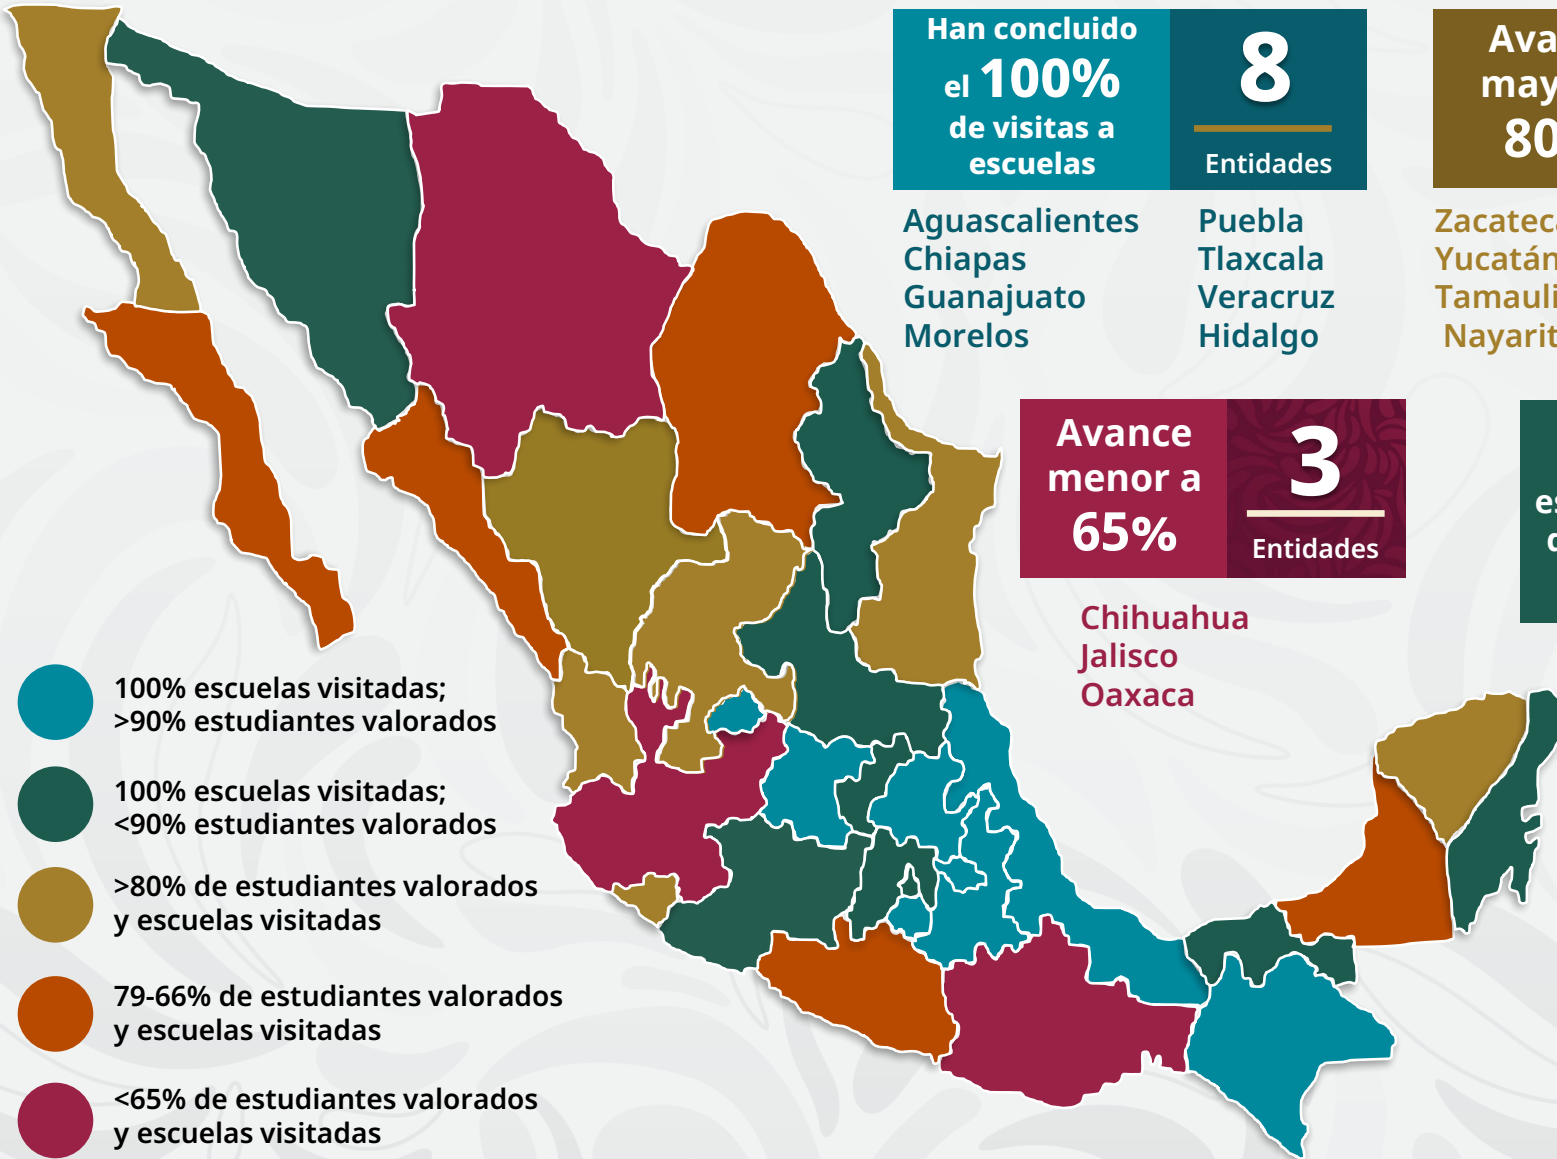 Han concluido
el 100%
de visitas a
escuelas
8
Entidades
Aguascalientes
Chiapas
Guanajuato
Morelos
Puebla
Tlaxcala
Veracruz
Hidalgo
80
Yucatán
Nayarit
Avance
menor a
65%
3
Entidades
Chihuahua
Jalisco
Oaxaca
100% escuelas visitadas;
>90% estudiantes valorados
100% escuelas visitadas;
<90% estudiantes valorados
>80% de estudiantes valorados
y escuelas visitadas
79-66% de estudiantes valorados
y escuelas visitadas
<65% de estudiantes valorados
y escuelas visitadas